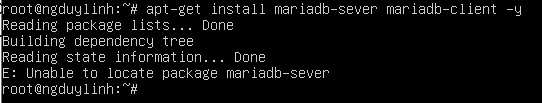 root@ngduylinh:~# apt-get install mariadb-sever mariadb-client -y
Reading package lists... Done
Building dependency tree
Reading state information... Done
E: Unable to locate package mariadb-sever
root@ngduylinh:~#